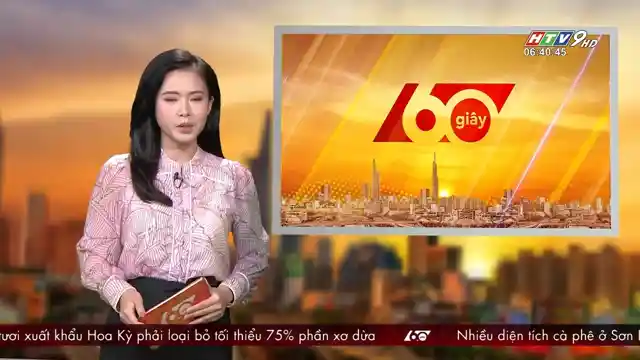 HTV9 HD
06:40:45
60 giây
tươi xuất khẩu Hoa Kỳ phải loại bỏ tối thiểu 75% phần xơ dừa 60 Nhiều diện tích cà phê ở Sơn